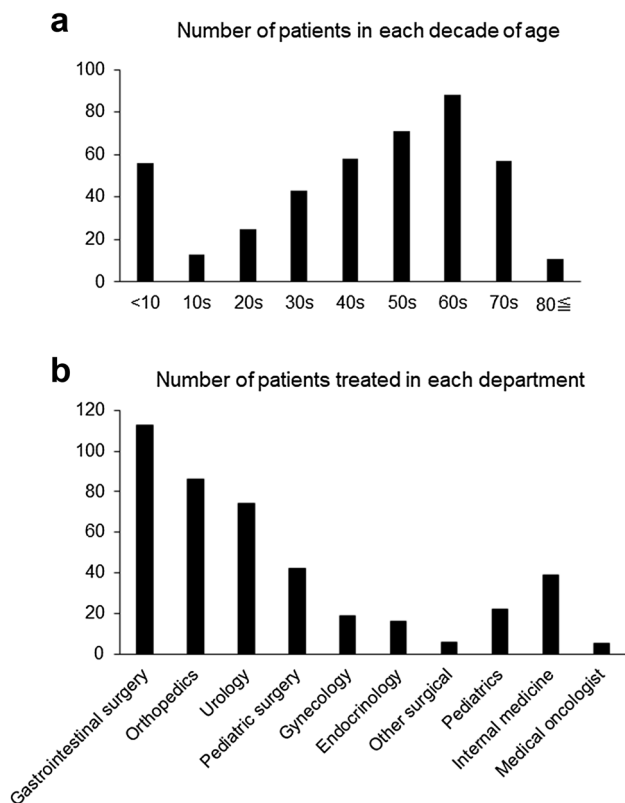 a
Number of patients in each decade of age
100
80
60
40
20
0
<10 10s 20s 30s 40s 50s 60s 70s 80≦
b
Number of patients treated in each department
120
100
80
60
40
20
0
Gastrointestinal surgery
Orthopedics
Urology
Pediatric surgery
Gynecology
Endocrinology
Other surgical
Pediatrics
Internal medicine
Medical oncologist